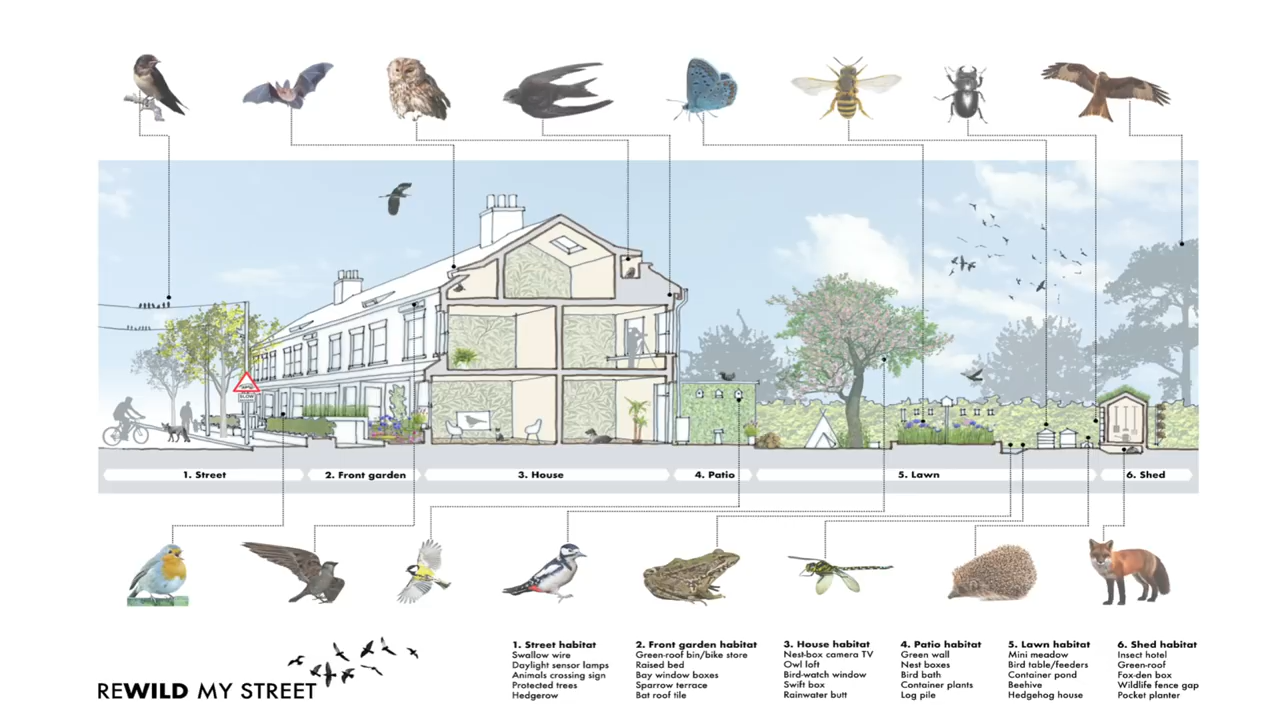 SLOW
1. Street
2. Front garden
3. House
4. Patio
5. Lawn
6. Shed
REWILD MY STREET
1. Street habitat
Swallow wire
Daylight sensor lamps
Animals crossing sign
Protected trees
Hedgerow
2. Front garden habitat
Green-roof bin/bike store
Raised bed
Bay window boxes
Sparrow terrace
Bat roof tile
3. House habitat
Nest-box camera TV
Owl loft
Bird-watch window
Swift box
Rainwater butt
4. Patio habitat
Green wall
Nest boxes
Bird bath
Container plants
Log pile
5. Lawn habitat
Mini meadow
Bird table/feeders
Container pond
Beehive
Hedgehog house
6. Shed habitat
Insect hotel
Green-roof
Fox-den box
Wildlife fence gap
Pocket planter